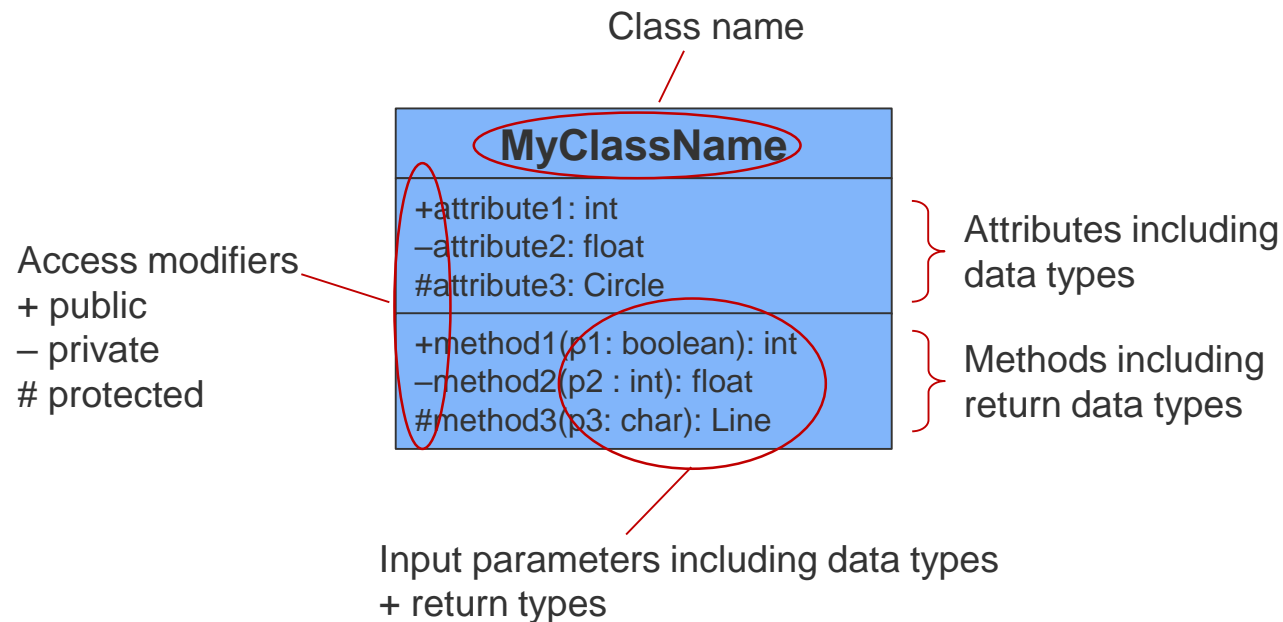 Class name
MyClassName
+attribute1: int
–attribute2: float
#attribute3: Circle
+method1(p1: boolean): int
–method2(p2 : int): float
#method3(p3: char): Line
Access modifiers
+ public
– private
# protected
Attributes including
data types
Methods including
return data types
Input parameters including data types
+ return types